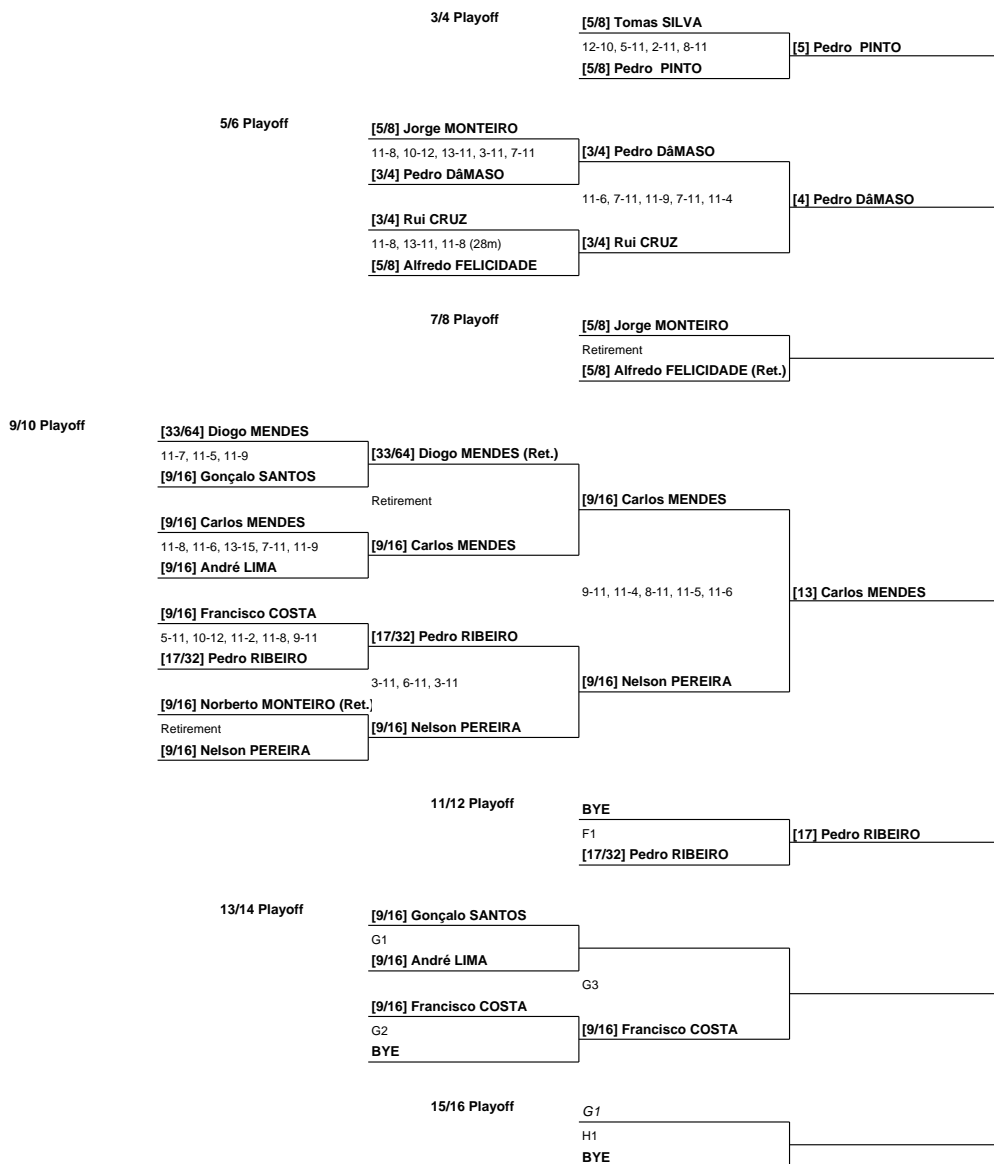 3/4 Playoff
[5/8] Tomas SILVA
12-10, 5-11, 2-11, 8-11
[5] Pedro  PINTO
[5/8] Pedro  PINTO
5/6 Playoff
[5/8] Jorge MONTEIRO
11-8, 10-12, 13-11, 3-11, 7-11
[3/4] Pedro DâMASO
[3/4] Pedro DâMASO
11-6, 7-11, 11-9, 7-11, 11-4
[4] Pedro DâMASO
[3/4] Rui CRUZ
11-8, 13-11, 11-8 (28m)
[3/4] Rui CRUZ
[5/8] Alfredo FELICIDADE
7/8 Playoff
[5/8] Jorge MONTEIRO
Retirement
[5/8] Alfredo FELICIDADE (Ret.)
9/10 Playoff
[33/64] Diogo MENDES
11-7, 11-5, 11-9
[33/64] Diogo MENDES (Ret.)
[9/16] Gonçalo SANTOS
Retirement
[9/16] Carlos MENDES
[9/16] Carlos MENDES
11-8, 11-6, 13-15, 7-11, 11-9
[9/16] Carlos MENDES
[9/16] André LIMA
9-11, 11-4, 8-11, 11-5, 11-6
[13] Carlos MENDES
[9/16] Francisco COSTA
5-11, 10-12, 11-2, 11-8, 9-11
[17/32] Pedro RIBEIRO
[17/32] Pedro RIBEIRO
3-11, 6-11, 3-11
[9/16] Nelson PEREIRA
[9/16] Norberto MONTEIRO (Ret.)
Retirement
[9/16] Nelson PEREIRA
[9/16] Nelson PEREIRA
11/12 Playoff
BYE
F1
[17] Pedro RIBEIRO
[17/32] Pedro RIBEIRO
13/14 Playoff
[9/16] Gonçalo SANTOS
G1
[9/16] André LIMA
G3
[9/16] Francisco COSTA
G2
[9/16] Francisco COSTA
BYE
15/16 Playoff
G1
H1
BYE